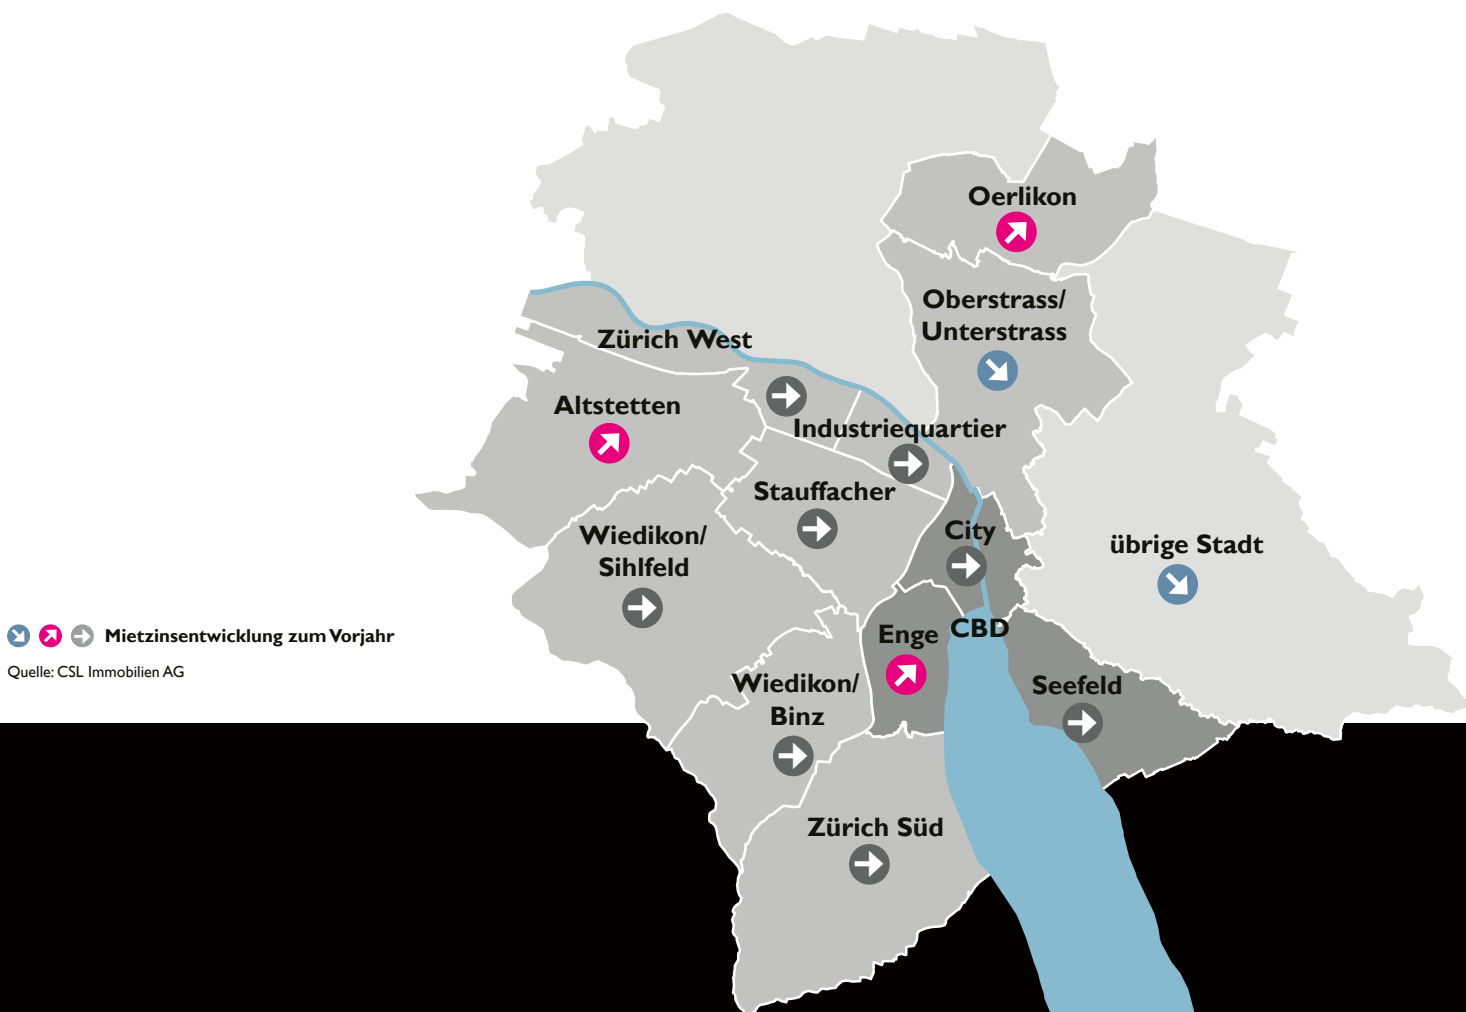 Oerlikon
Oberstrass/
Unterstrass
Zürich West
Altstetten
Industriequartier
Stauffacher
Wiedikon/
Sihlfeld
City
übrige Stadt
CBD
Enge
Mietzinsentwicklung zum Vorjahr
Quelle: CSL Immobilien AG
Wiedikon/
Binz
Seefeld
Zürich Süd